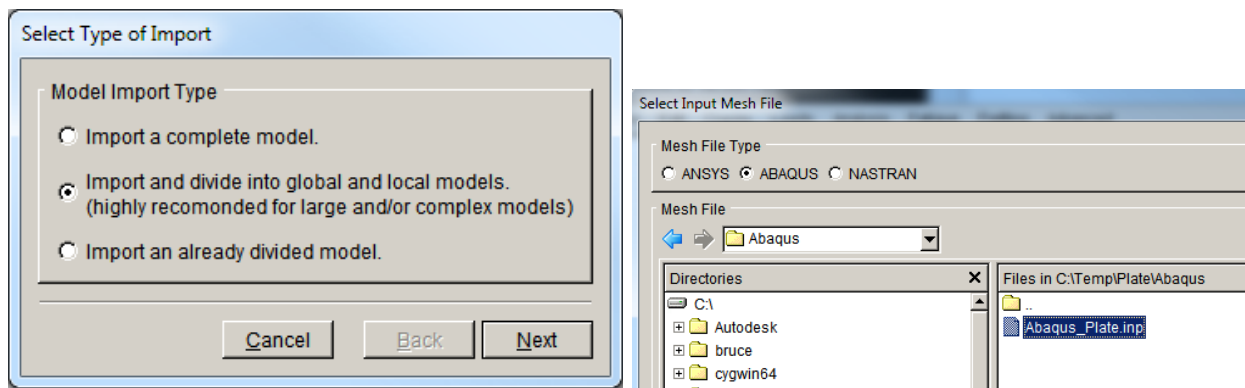 Select Type of Import
Model Import Type
Import a complete model.
Import and divide into global and local models.
(highly recomonded for large and/or complex models)
Import an already divided model.
Cancel
Back
Next
Select Input Mesh File
Mesh File Type
ANSYS ABAQUS NASTRAN
Mesh File
Abaqus
Directories
C:\
Autodesk
bruce
cygwin64
Files in C:\Temp\Plate\Abaqus
..
Abaqus_Plate.inp